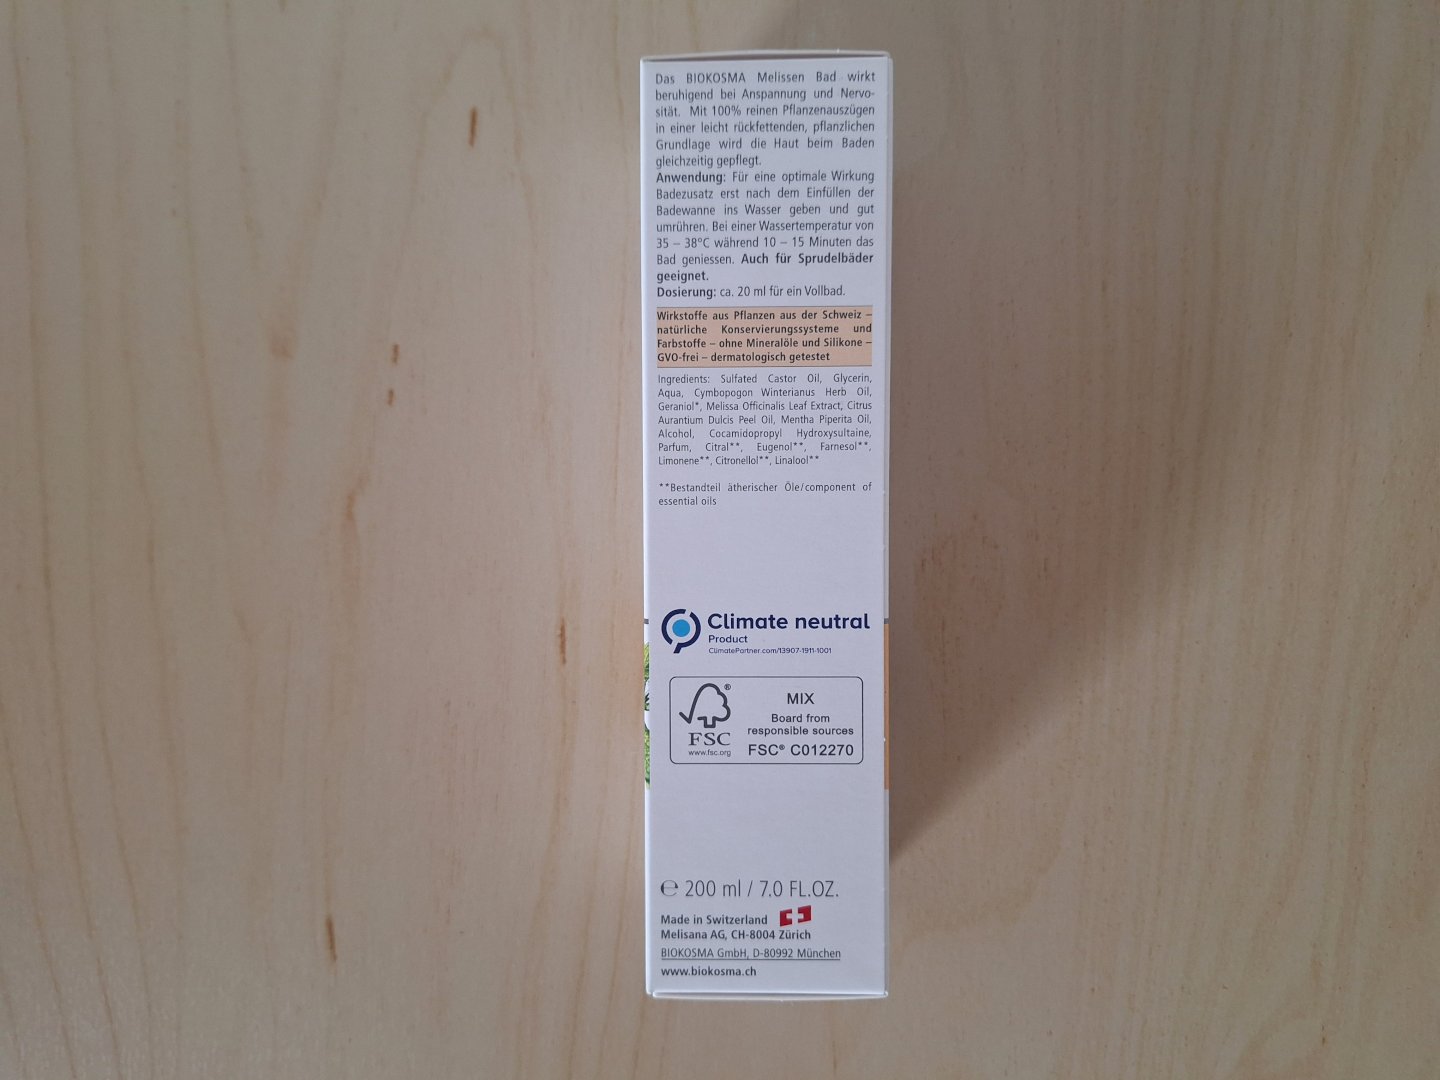 Das BIOKOSMA Melissen Bad wirkt
beruhigend bei Anspannung und Nervo-
sität. Mit 100% reinen Pflanzenauszügen
in einer leicht rückfettenden, pflanzlichen
Grundlage wird die Haut beim Baden
gleichzeitig gepflegt.
Anwendung: Für eine optimale Wirkung
Badezusatz erst nach dem Einfüllen der
Badewanne ins Wasser geben und gut
umrühren. Bei einer Wassertemperatur von
35 – 38°C während 10 – 15 Minuten das
Bad geniessen. Auch für Sprudelbäder
geeignet.
Dosierung: ca. 20 ml für ein Vollbad.
Wirkstoffe aus Pflanzen aus der Schweiz –
natürliche Konservierungssysteme und
Farbstoffe – ohne Mineralöle und Silikone –
GVO-frei – dermatologisch getestet
Ingredients: Sulfated Castor Oil, Glycerin,
Aqua, Cymbopogon Winterianus Herb Oil,
Geraniol*, Melissa Officinalis Leaf Extract, Citrus
Aurantium Dulcis Peel Oil, Mentha Piperita Oil,
Alcohol, Cocamidopropyl Hydroxysultaine,
Parfum, Citral**, Eugenol**, Farnesol**,
Limonene**, Citronellol**, Linalool**
**Bestandteil ätherischer Öle/component of
essential oils
Climate neutral
Product
ClimatePartner.com/13907-1911-1001
FSC®
www.fsc.org
MIX
Board from
responsible sources
FSC® C012270
℮ 200 ml / 7.0 FL.OZ.
Made in Switzerland
Melisana AG, CH-8004 Zürich
BIOKOSMA GmbH, D-80992 München
www.biokosma.ch